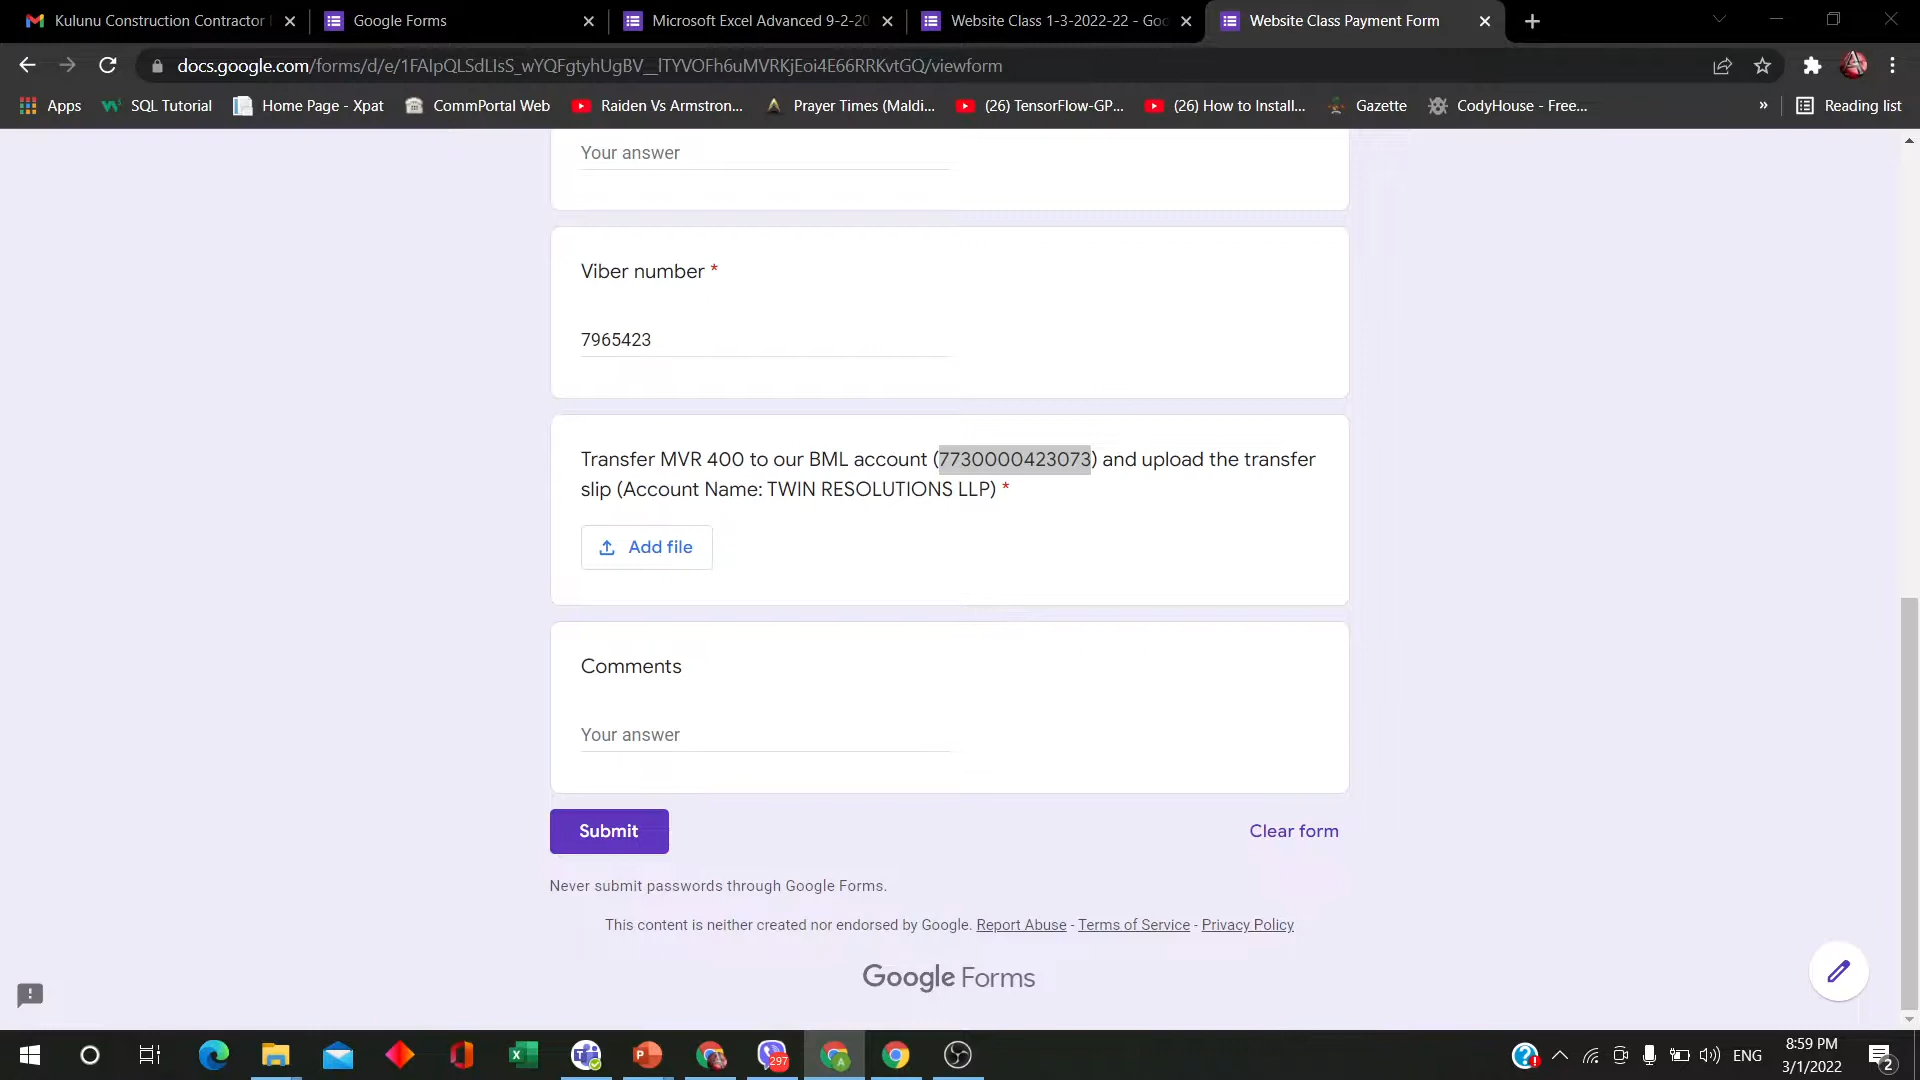 Kulunu Construction Contractor
Google Forms
Microsoft Excel Advanced 9-2-20
Website Class 1-3-2022-22 - Goo
Website Class Payment Form
docs.google.com/forms/d/e/1FAIpQLSdLIsS_wYQFgtyhUgBV__lTYVOFh6uMVRKjEoi4E66RRKvtGQ/viewform
Apps
SQL Tutorial
Home Page - Xpat
CommPortal Web
Raiden Vs Armstron...
Prayer Times (Maldi...
(26) TensorFlow-GP...
(26) How to Install...
Gazette
CodyHouse - Free...
»
Reading list
Your answer
Viber number *
7965423
Transfer MVR 400 to our BML account (7730000423073) and upload the transfer
slip (Account Name: TWIN RESOLUTIONS LLP) *
Add file
Comments
Your answer
Submit
Clear form
Never submit passwords through Google Forms.
This content is neither created nor endorsed by Google. Report Abuse - Terms of Service - Privacy Policy
Google Forms
297
ENG
8:59 PM
3/1/2022
2